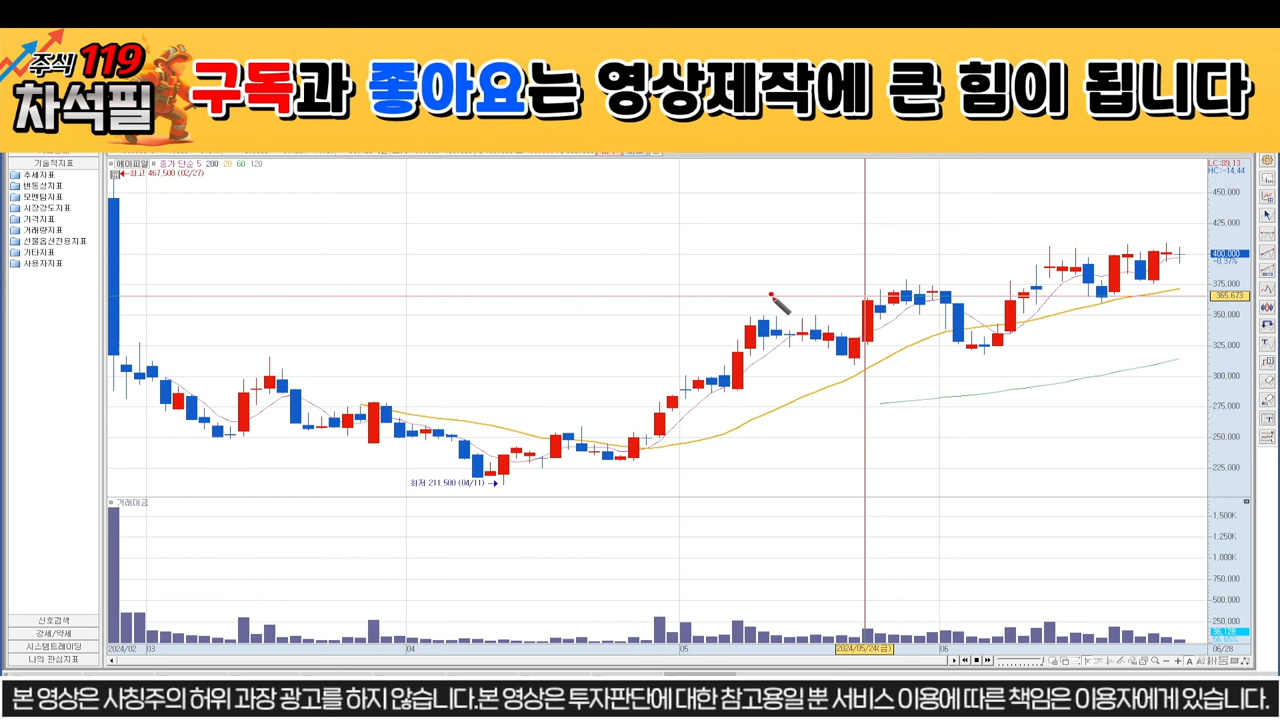 주식 119
차석필
구독과 좋아요는 영상제작에 큰 힘이 됩니다
기술적지표
추세지표
변동성지표
모멘텀지표
시장강도지표
가격지표
거래량지표
선물옵션전용지표
기타지표
사용자지표
에이피알 종가 단순 5 200 20 60 120
최고 467,500 (02/27)
LC:89.13
HC:-14.44
450,000
425,000
400,000
-0.37%
375,000
365,673
350,000
325,000
300,000
275,000
250,000
225,000
최저 211,500 (04/11)
거래대금
1,500K
1,250K
1,000K
750,000
500,000
250,000
2024/02 03 04 05 2024/05/24(금) 06 06/28
신호검색
강세/약세
시스템트레이딩
나의 관심지표
본 영상은 사칭주의 허위 과장 광고를 하지 않습니다.본 영상은 투자판단에 대한 참고용일 뿐 서비스 이용에 따른 책임은 이용자에게 있습니다.